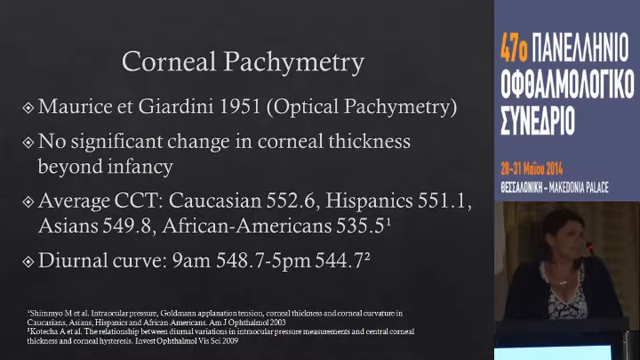 Corneal Pachymetry
Maurice et Giardini 1951 (Optical Pachymetry)
No significant change in corneal thickness
beyond infancy
Average CCT: Caucasian 552.6, Hispanics 551.1,
Asians 549.8, African-Americans 535.5¹
Diurnal curve: 9am 548.7-5pm 544.7²
¹Shimmyo M et al. Intraocular pressure, Goldmann applanation tension, corneal thickness and corneal curvature in
Caucasians, Asians, Hispanics and African Americans. Am J Ophthalmol 2003
²Kotecha A et al. The relationship between diurnal variations in intraocular pressure measurements and central corneal
thickness and corneal hysteresis. Invest Ophthalmol Vis Sci 2009
47ο ΠΑΝΕΛΛΗΝΙΟ
ΟΦΘΑΛΜΟΛΟΓΙΚΟ
ΣΥΝΕΔΡΙΟ
28-31 Μαΐου 2014
ΘΕΣΣΑΛΟΝΙΚΗ - MAKEDONIA PALACE